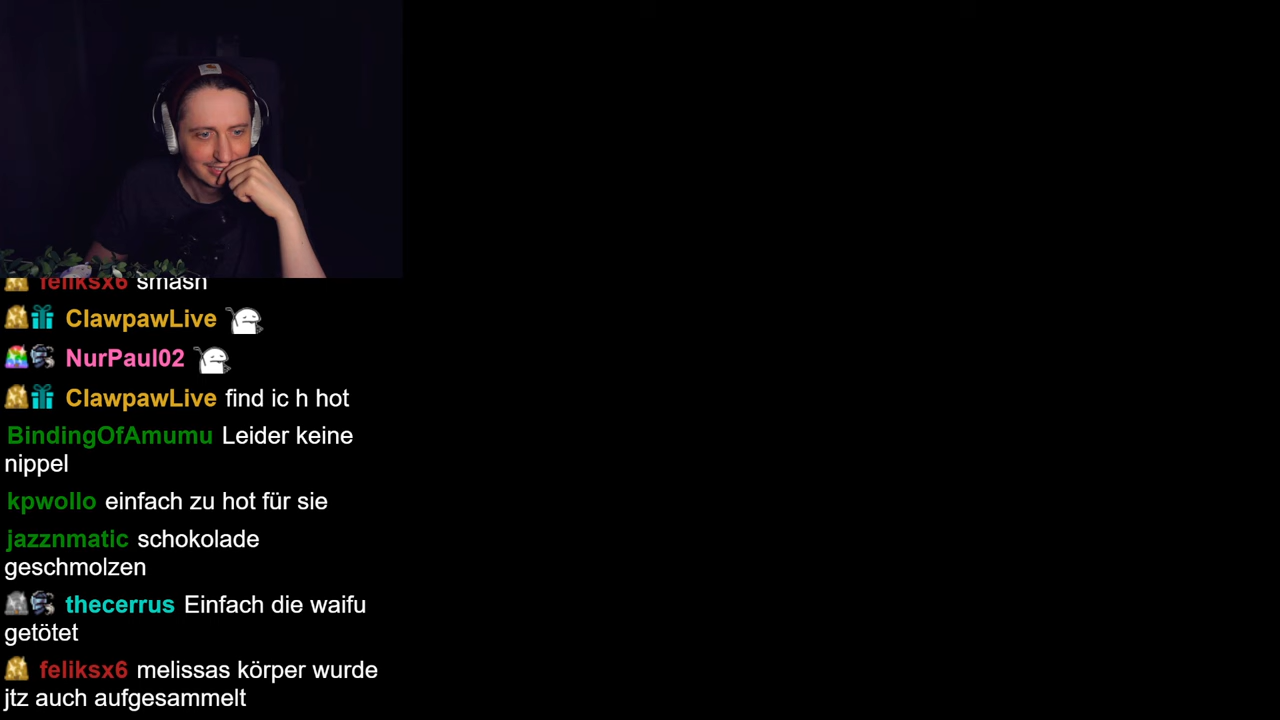 feliksx6 smash
ClawpawLive
NurPaul02
ClawpawLive find ic h hot
BindingOfAmumu Leider keine
nippel
kpwollo einfach zu hot für sie
jazznmatic schokolade
geschmolzen
thecerrus Einfach die waifu
getötet
feliksx6 melissas körper wurde
jtz auch aufgesammelt